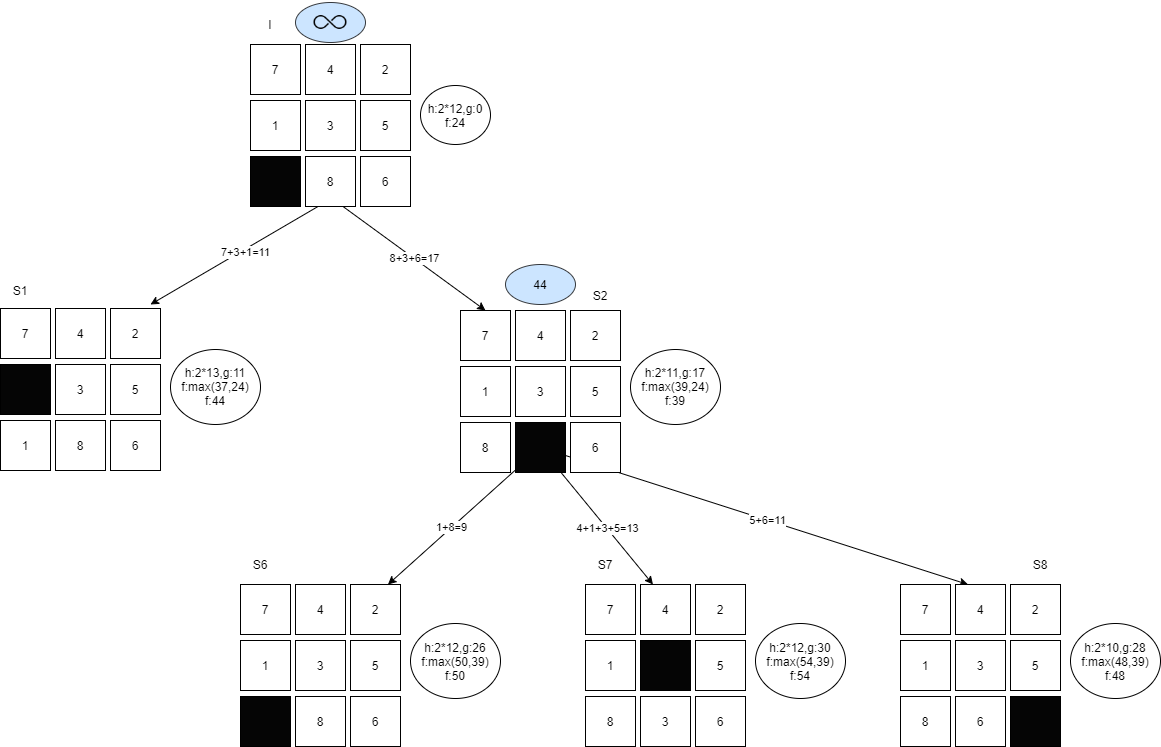 I
∞
7 4 2
h:2*12,g:0
f:24
1 3 5
8 6
7+3+1=11
8+3+6=17
S1
44
S2
7 4 2
3 5
h:2*13,g:11
f:max(37,24)
f:44
1 8 6
7 4 2
1 3 5
h:2*11,g:17
f:max(39,24)
f:39
8 6
1+8=9
4+1+3+5=13
5+6=11
S6
7 4 2
1 3 5
h:2*12,g:26
f:max(50,39)
f:50
8 6
S7
7 4 2
1 5
h:2*12,g:30
f:max(54,39)
f:54
8 3 6
S8
7 4 2
1 3 5
h:2*10,g:28
f:max(48,39)
f:48
8 6